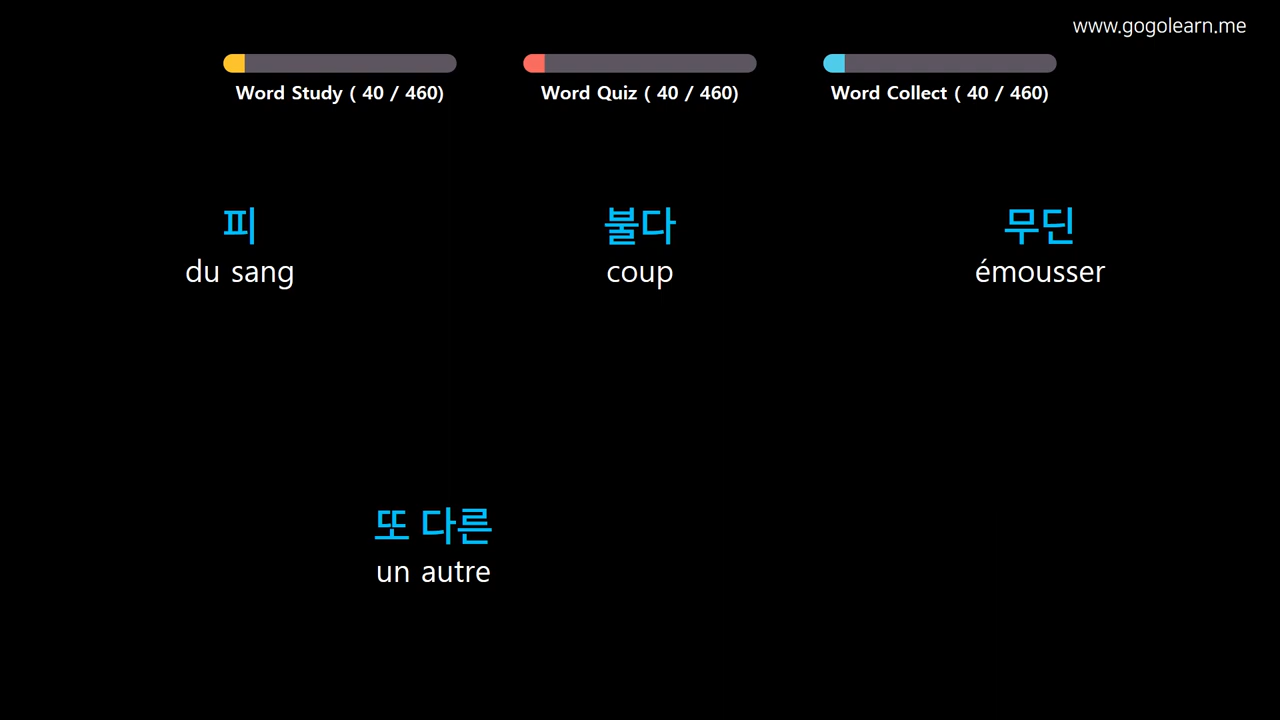 www.gogolearn.me
Word Study ( 40 / 460)
Word Quiz ( 40 / 460)
Word Collect ( 40 / 460)
피
du sang
불다
coup
무딘
émousser
또 다른
un autre